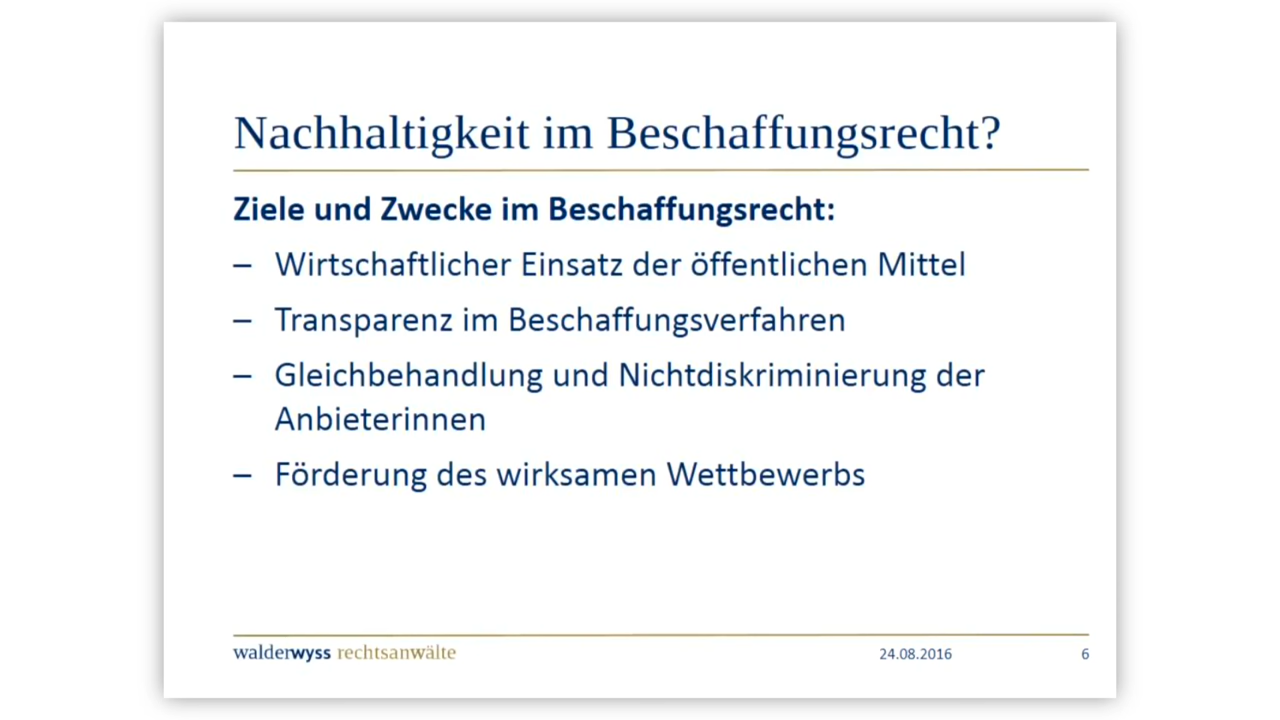 Nachhaltigkeit im Beschaffungsrecht?
Ziele und Zwecke im Beschaffungsrecht:
– Wirtschaftlicher Einsatz der öffentlichen Mittel
– Transparenz im Beschaffungsverfahren
– Gleichbehandlung und Nichtdiskriminierung der
Anbieterinnen
– Förderung des wirksamen Wettbewerbs
walderwyss rechtsanwälte 24.08.2016 6